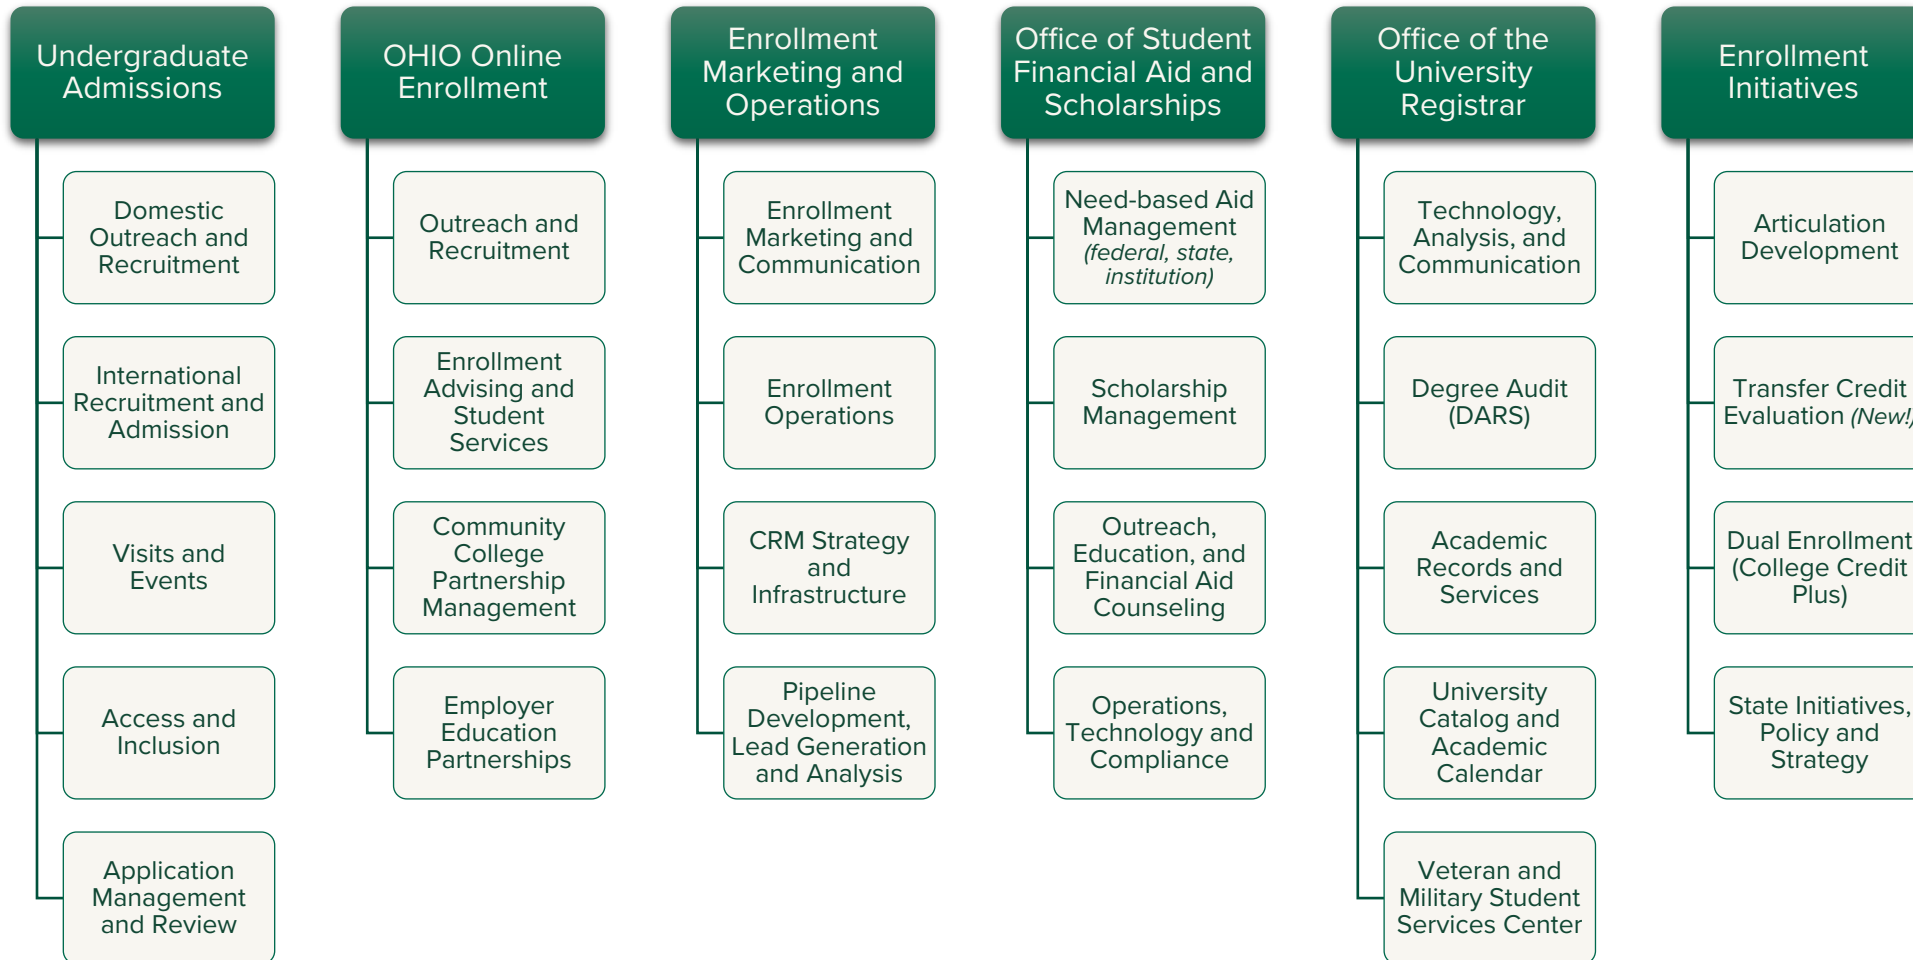 Undergraduate
Admissions
Domestic
Outreach and
Recruitment
International
Recruitment and
Admission
Visits and
Events
Access and
Inclusion
Application
Management
and Review
OHIO Online
Enrollment
Outreach and
Recruitment
Enrollment
Advising and
Student
Services
Community
College
Partnership
Management
Employer
Education
Partnerships
Enrollment
Marketing and
Operations
Enrollment
Marketing and
Communication
Enrollment
Operations
CRM Strategy
and
Infrastructure
Pipeline
Development,
Lead Generation
and Analysis
Office of Student
Financial Aid and
Scholarships
Need-based Aid
Management
(federal, state,
institution)
Scholarship
Management
Outreach,
Education, and
Financial Aid
Counseling
Operations,
Technology and
Compliance
Office of the
University
Registrar
Technology,
Analysis, and
Communication
Degree Audit
(DARS)
Academic
Records and
Services
University
Catalog and
Academic
Calendar
Veteran and
Military Student
Services Center
Enrollment
Initiatives
Articulation
Development
Transfer Credit
Evaluation (New!)
Dual Enrollment
(College Credit
Plus)
State Initiatives,
Policy and
Strategy